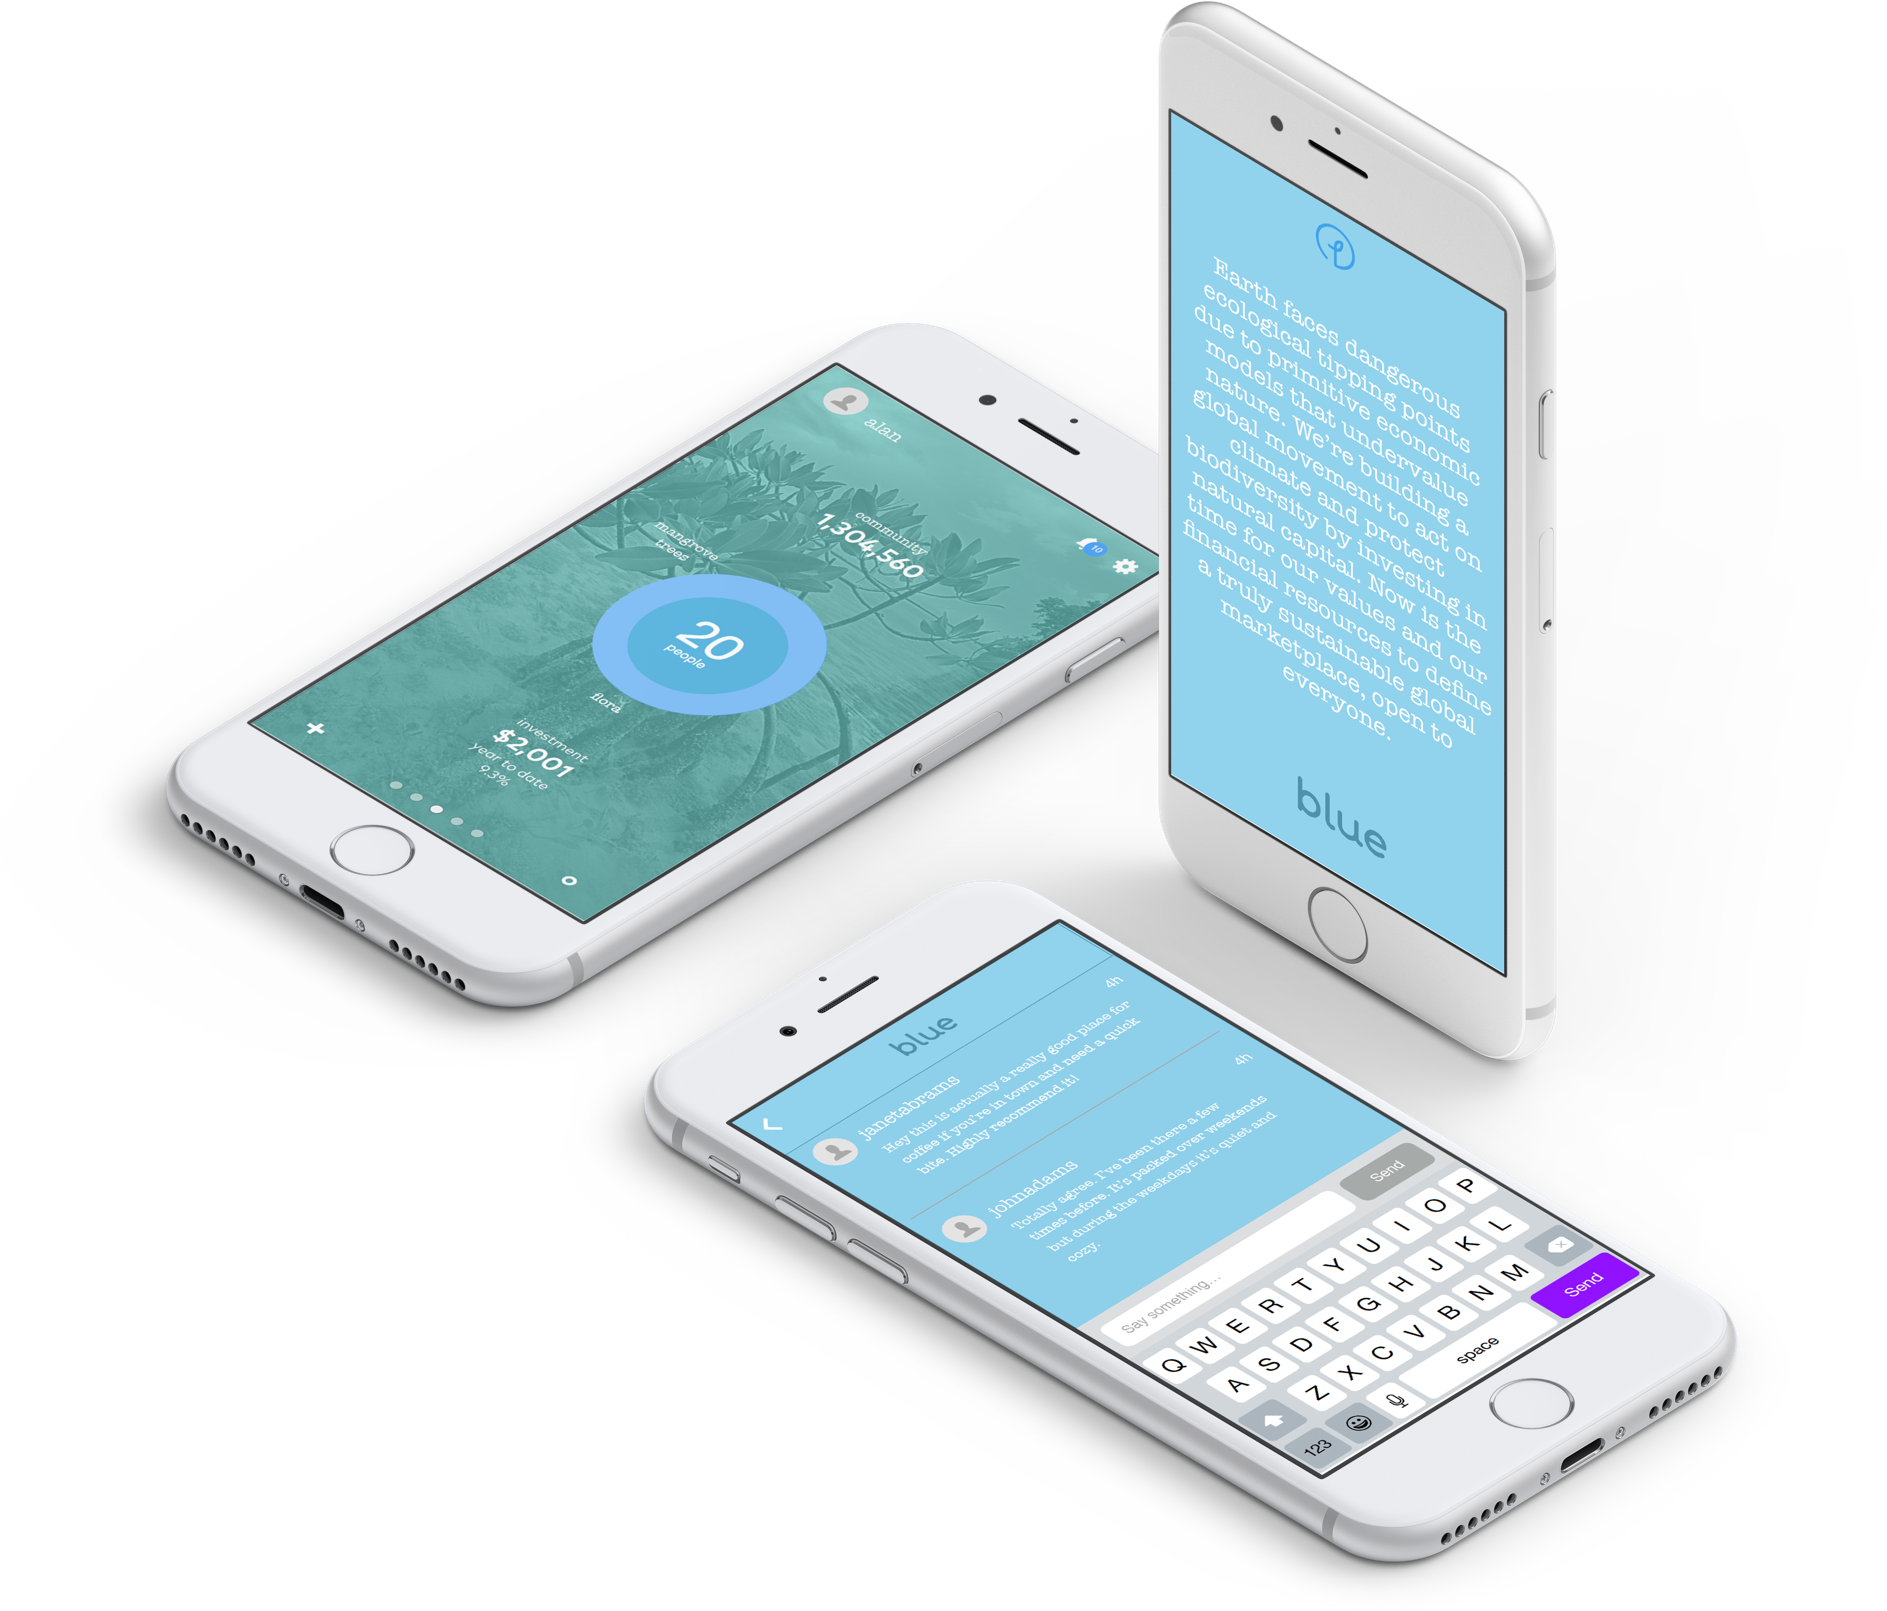 alan
10
community
1,304,560
mangrove
trees
20
people
flora
investment
$2,001
year to date
9.3%
Earth faces dangerous
ecological tipping points
due to primitive economic
models that undervalue
nature. We're building a
global movement to act on
climate and protect
biodiversity by investing in
natural capital. Now is the
time for our values and our
financial resources to define
a truly sustainable global
marketplace, open to
everyone.
blue
blue
janetabrams
4h
Hey this is actually a really good place for
coffee if you're in town and need a quick
bite. Highly recommend it!
johnadams
4h
Totally agree. I've been there a few
times before. It's packed over weekends
but during the weekdays it's quiet and
cozy.
Say something...
Send
Q W E R T Y U I O P
A S D F G H J K L
Z X C V B N M
123
space
Send